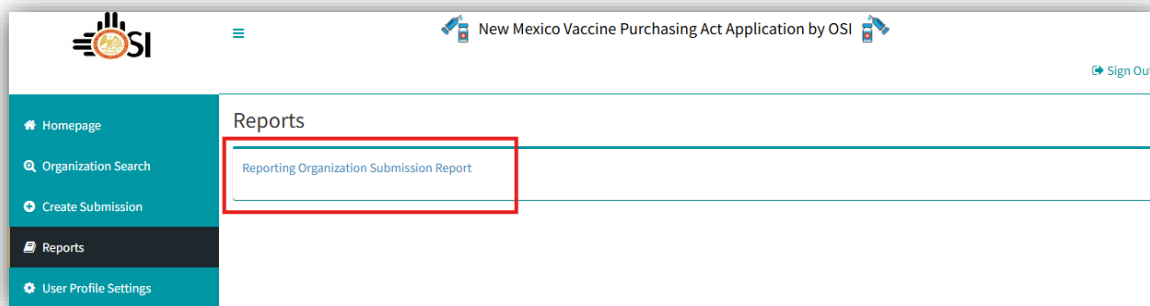 OSI
New Mexico Vaccine Purchasing Act Application by OSI
Sign Out
Homepage
Organization Search
Create Submission
Reports
User Profile Settings
Reports
Reporting Organization Submission Report